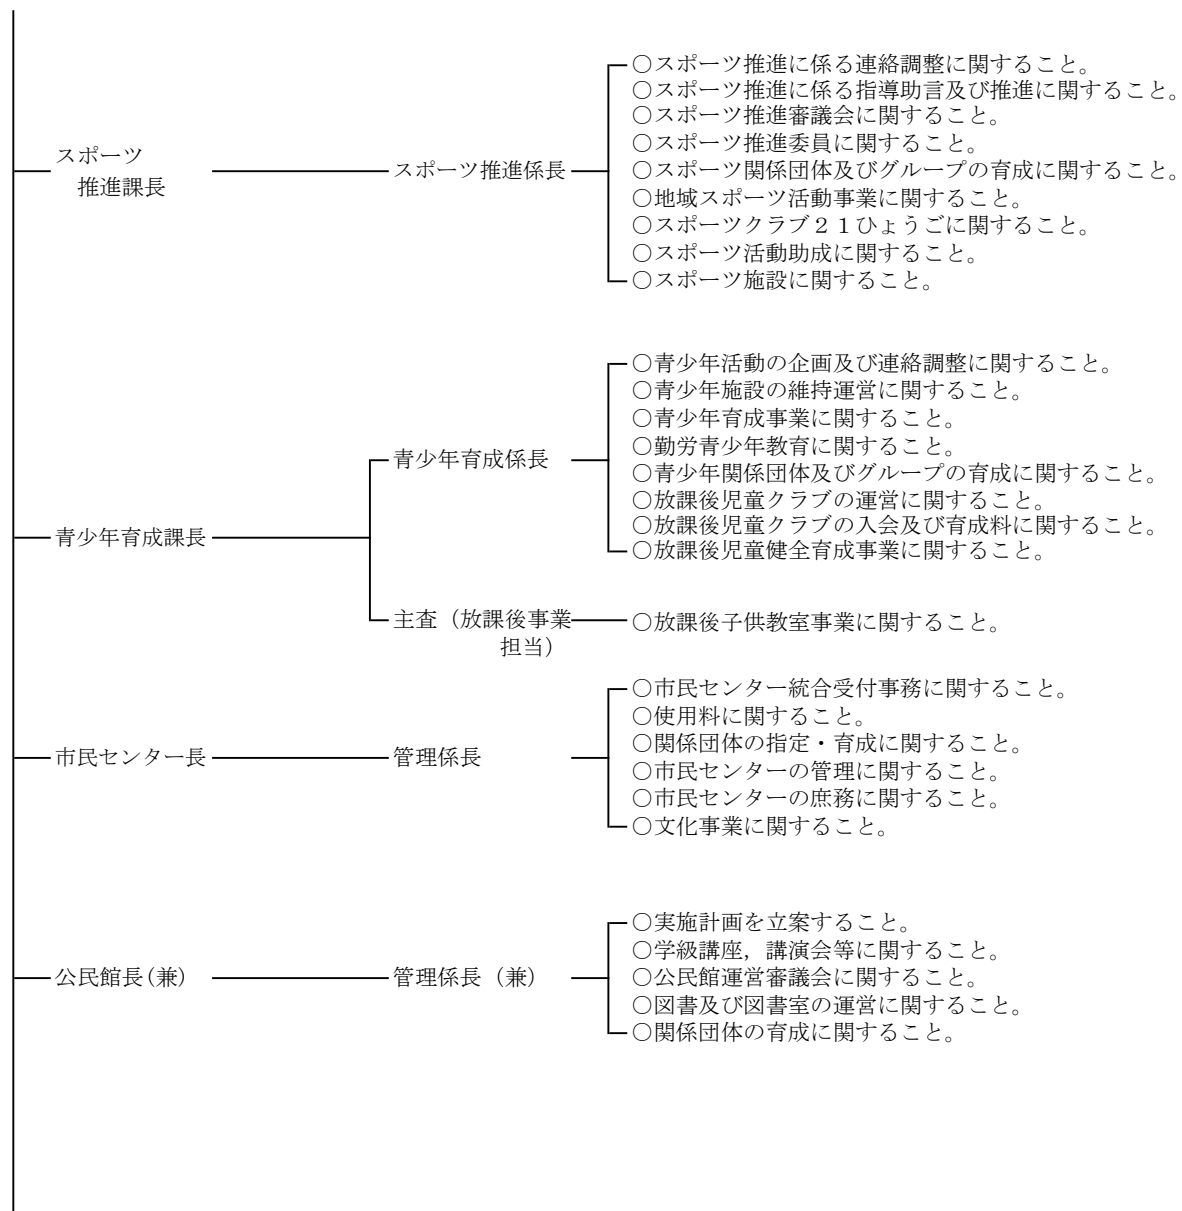 スポーツ
推進課長
スポーツ推進係長
○スポーツ推進に係る連絡調整に関すること。
○スポーツ推進に係る指導助言及び推進に関すること。
○スポーツ推進審議会に関すること。
○スポーツ推進委員に関すること。
○スポーツ関係団体及びグループの育成に関すること。
○地域スポーツ活動事業に関すること。
○スポーツクラブ２１ひょうごに関すること。
○スポーツ活動助成に関すること。
○スポーツ施設に関すること。
青少年育成課長
青少年育成係長
○青少年活動の企画及び連絡調整に関すること。
○青少年施設の維持運営に関すること。
○青少年育成事業に関すること。
○勤労青少年教育に関すること。
○青少年関係団体及びグループの育成に関すること。
○放課後児童クラブの運営に関すること。
○放課後児童クラブの入会及び育成料に関すること。
○放課後児童健全育成事業に関すること。
主査（放課後事業
担当）
○放課後子供教室事業に関すること。
市民センター長
管理係長
○市民センター統合受付事務に関すること。
○使用料に関すること。
○関係団体の指定・育成に関すること。
○市民センターの管理に関すること。
○市民センターの庶務に関すること。
○文化事業に関すること。
公民館長(兼)
管理係長（兼）
○実施計画を立案すること。
○学級講座，講演会等に関すること。
○公民館運営審議会に関すること。
○図書及び図書室の運営に関すること。
○関係団体の育成に関すること。